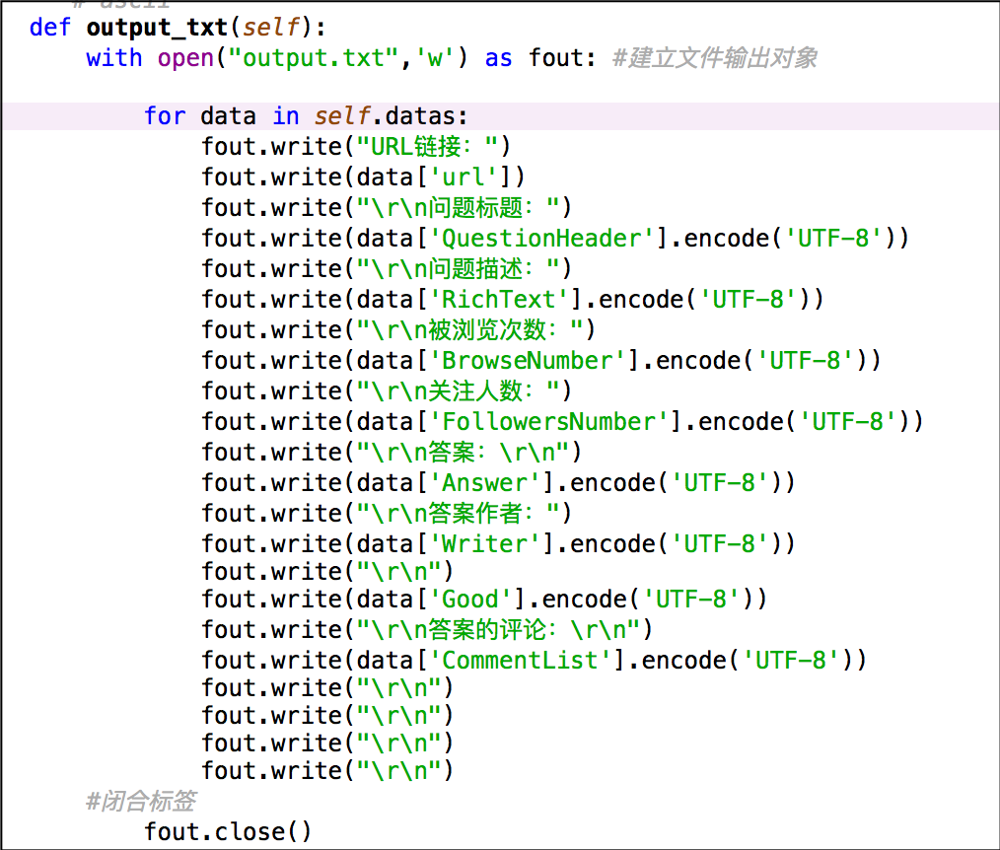 # ascii
def output_txt(self):
    with open("output.txt",'w') as fout: #建立文件输出对象
        for data in self.datas:
            fout.write("URL链接：")
            fout.write(data['url'])
            fout.write("\r\n问题标题：")
            fout.write(data['QuestionHeader'].encode('UTF-8'))
            fout.write("\r\n问题描述：")
            fout.write(data['RichText'].encode('UTF-8'))
            fout.write("\r\n被浏览次数：")
            fout.write(data['BrowseNumber'].encode('UTF-8'))
            fout.write("\r\n关注人数：")
            fout.write(data['FollowersNumber'].encode('UTF-8'))
            fout.write("\r\n答案：\r\n")
            fout.write(data['Answer'].encode('UTF-8'))
            fout.write("\r\n答案作者：")
            fout.write(data['Writer'].encode('UTF-8'))
            fout.write("\r\n")
            fout.write(data['Good'].encode('UTF-8'))
            fout.write("\r\n答案的评论：\r\n")
            fout.write(data['CommentList'].encode('UTF-8'))
            fout.write("\r\n")
            fout.write("\r\n")
            fout.write("\r\n")
            fout.write("\r\n")
    #闭合标签
        fout.close()